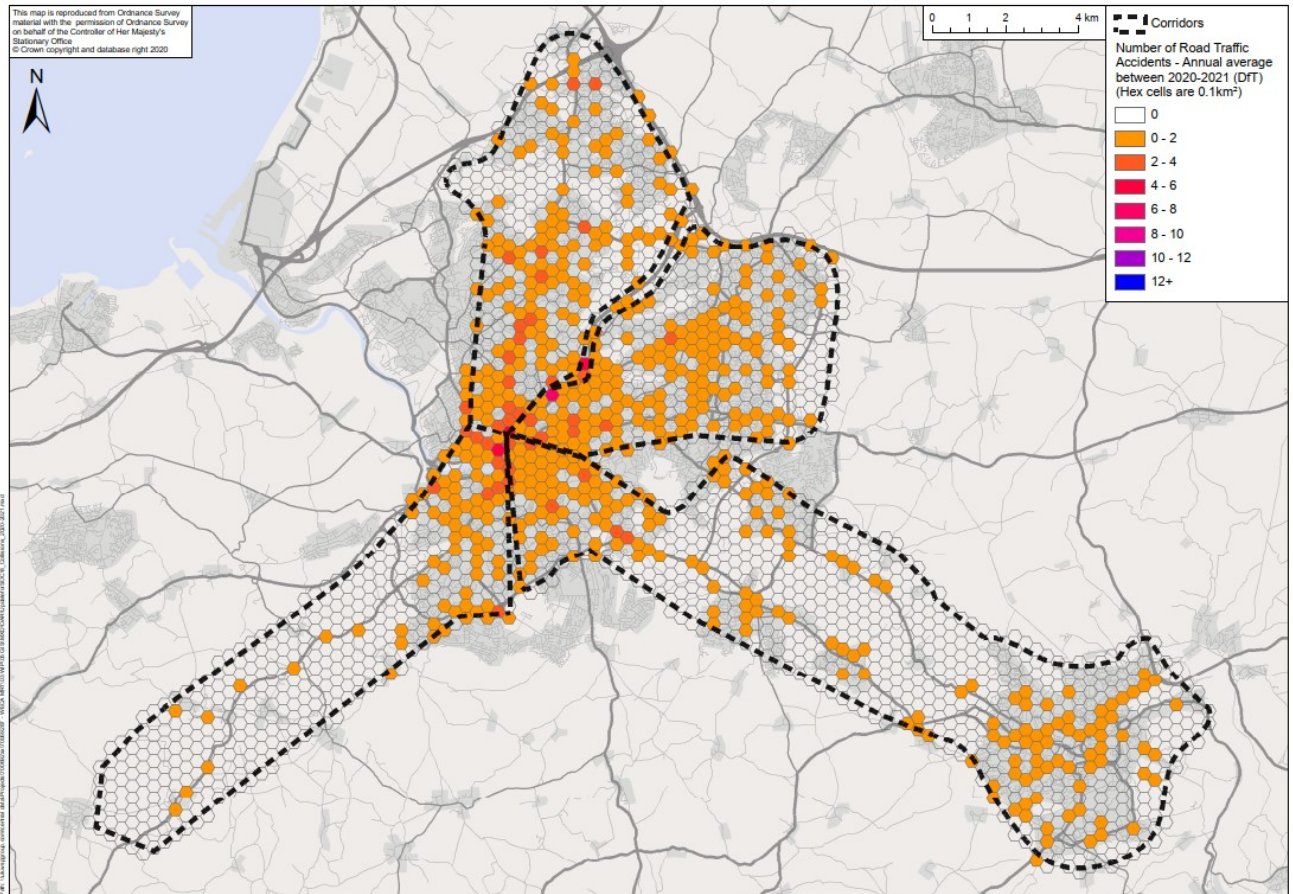 This map is reproduced from Ordnance Survey
material with the permission of Ordnance Survey
on behalf of the Controller of Her Majesty's
Stationary Office
© Crown copyright and database right 2020
N
0 1 2 4 km
Corridors
Number of Road Traffic
Accidents - Annual average
between 2020-2021 (DfT)
(Hex cells are 0.1km²)
0
0 - 2
2 - 4
4 - 6
6 - 8
8 - 10
10 - 12
12+